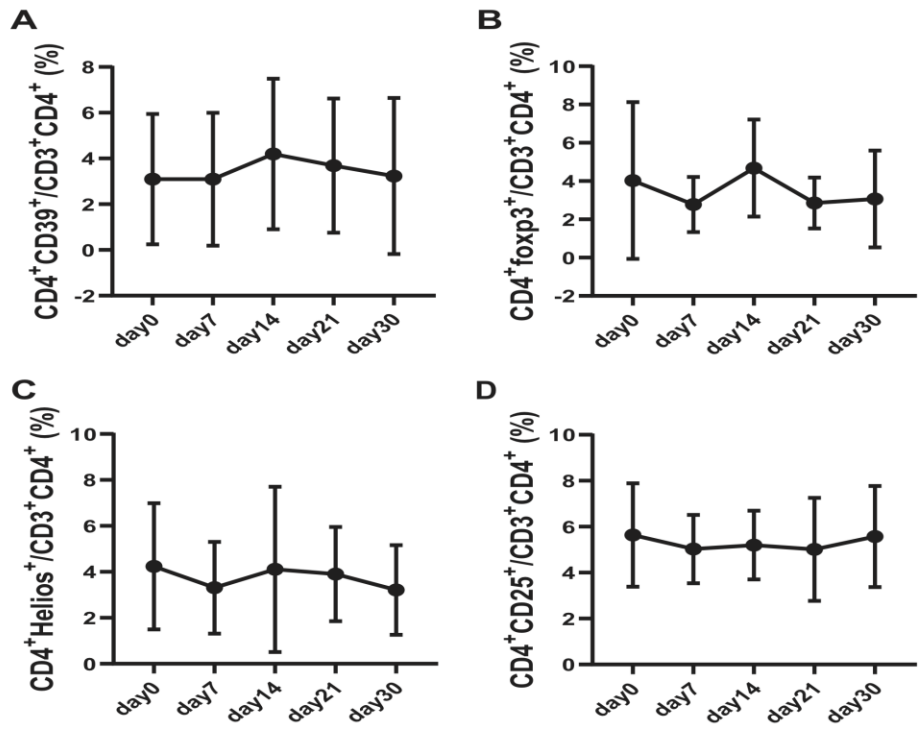 A
CD4+CD39+/CD3+CD4+ (%)
8
6
4
2
0
-2
day0
day7
day14
day21
day30
B
CD4+foxp3+/CD3+CD4+ (%)
10
8
6
4
2
0
-2
day0
day7
day14
day21
day30
C
CD4+Helios+/CD3+CD4+ (%)
10
8
6
4
2
0
day0
day7
day14
day21
day30
D
CD4+CD25+/CD3+CD4+ (%)
10
8
6
4
2
0
day0
day7
day14
day21
day30